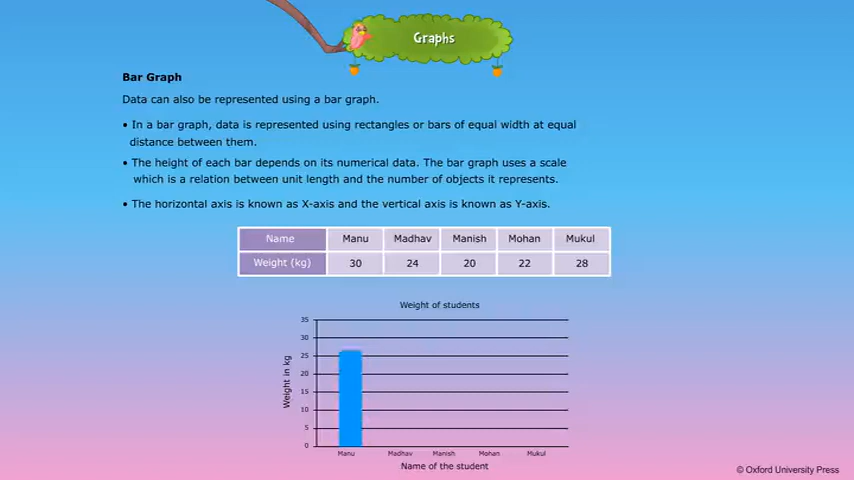 Graphs
Bar Graph
Data can also be represented using a bar graph.
• In a bar graph, data is represented using rectangles or bars of equal width at equal
distance between them.
• The height of each bar depends on its numerical data. The bar graph uses a scale
which is a relation between unit length and the number of objects it represents.
• The horizontal axis is known as X-axis and the vertical axis is known as Y-axis.
Name Manu Madhav Manish Mohan Mukul
Weight (kg) 30 24 20 22 28
Weight of students
35
30
25
20
15
10
5
0
Weight in kg
Manu Madhav Manish Mohan Mukul
Name of the student
© Oxford University Press